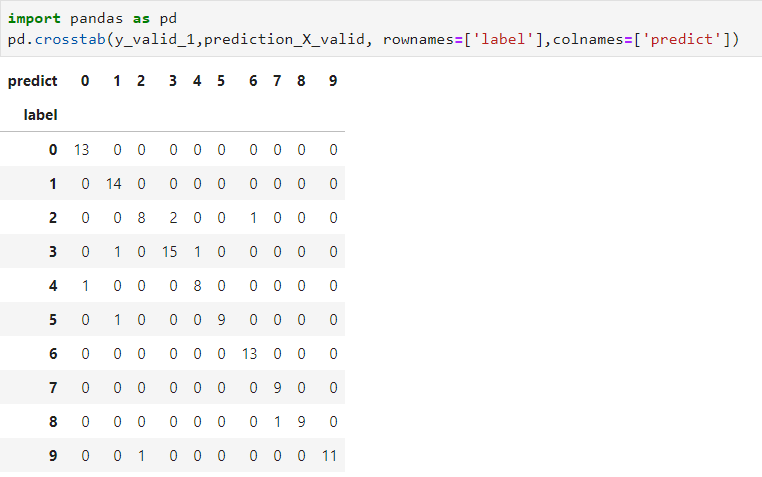 import pandas as pd
pd.crosstab(y_valid_1,prediction_X_valid, rownames=['label'],colnames=['predict'])
predict 0 1 2 3 4 5 6 7 8 9
label
0 13 0 0 0 0 0 0 0 0 0
1 0 14 0 0 0 0 0 0 0 0
2 0 0 8 2 0 0 1 0 0 0
3 0 1 0 15 1 0 0 0 0 0
4 1 0 0 0 8 0 0 0 0 0
5 0 1 0 0 0 9 0 0 0 0
6 0 0 0 0 0 0 13 0 0 0
7 0 0 0 0 0 0 0 9 0 0
8 0 0 0 0 0 0 0 1 9 0
9 0 0 1 0 0 0 0 0 0 11